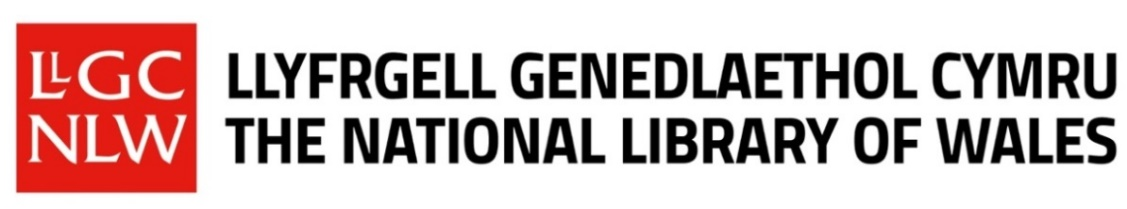 LLGC
NLW
LLYFRGELL GENEDLAETHOL CYMRU
THE NATIONAL LIBRARY OF WALES